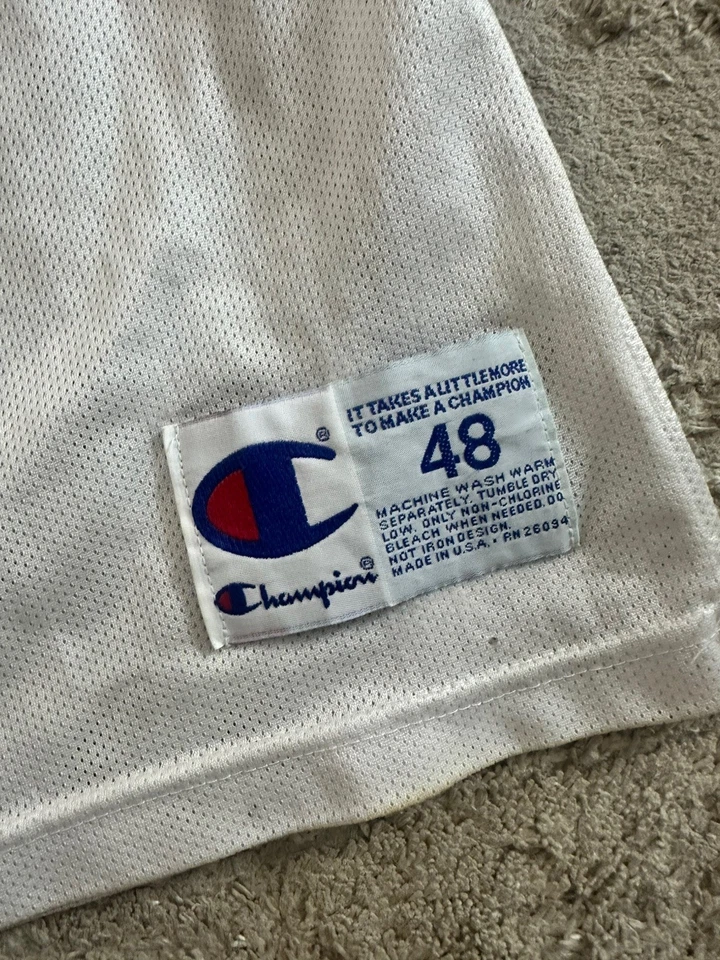 ®
Champion®
IT TAKES A LITTLE MORE
TO MAKE A CHAMPION
48
MACHINE WASH WARM
SEPARATELY. TUMBLE DRY
LOW. ONLY NON-CHLORINE
BLEACH WHEN NEEDED. DO
NOT IRON DESIGN.
MADE IN U.S.A. • RN 26094